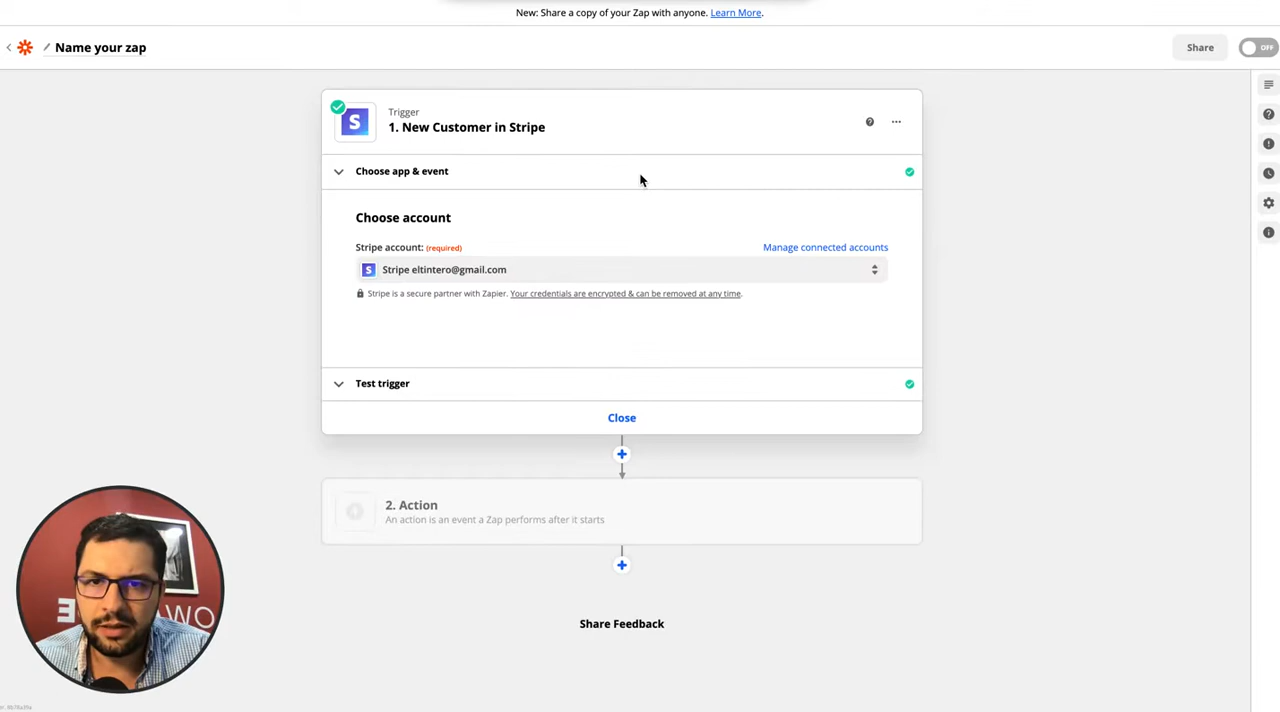 New: Share a copy of your Zap with anyone. Learn More.
Name your zap
Share
OFF
Trigger
1. New Customer in Stripe
Choose app & event
Choose account
Stripe account: (required)
Manage connected accounts
S Stripe eltintero@gmail.com
Stripe is a secure partner with Zapier. Your credentials are encrypted & can be removed at any time.
Test trigger
Close
2. Action
An action is an event a Zap performs after it starts
Share Feedback